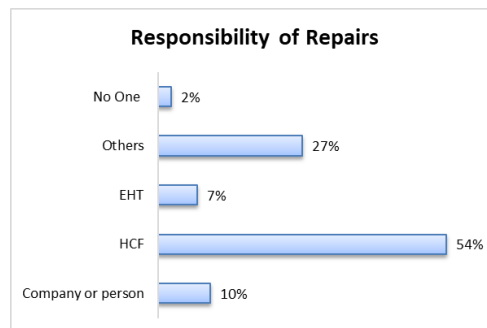 Responsibility of Repairs
No One 2%
Others 27%
EHT 7%
HCF 54%
Company or person 10%